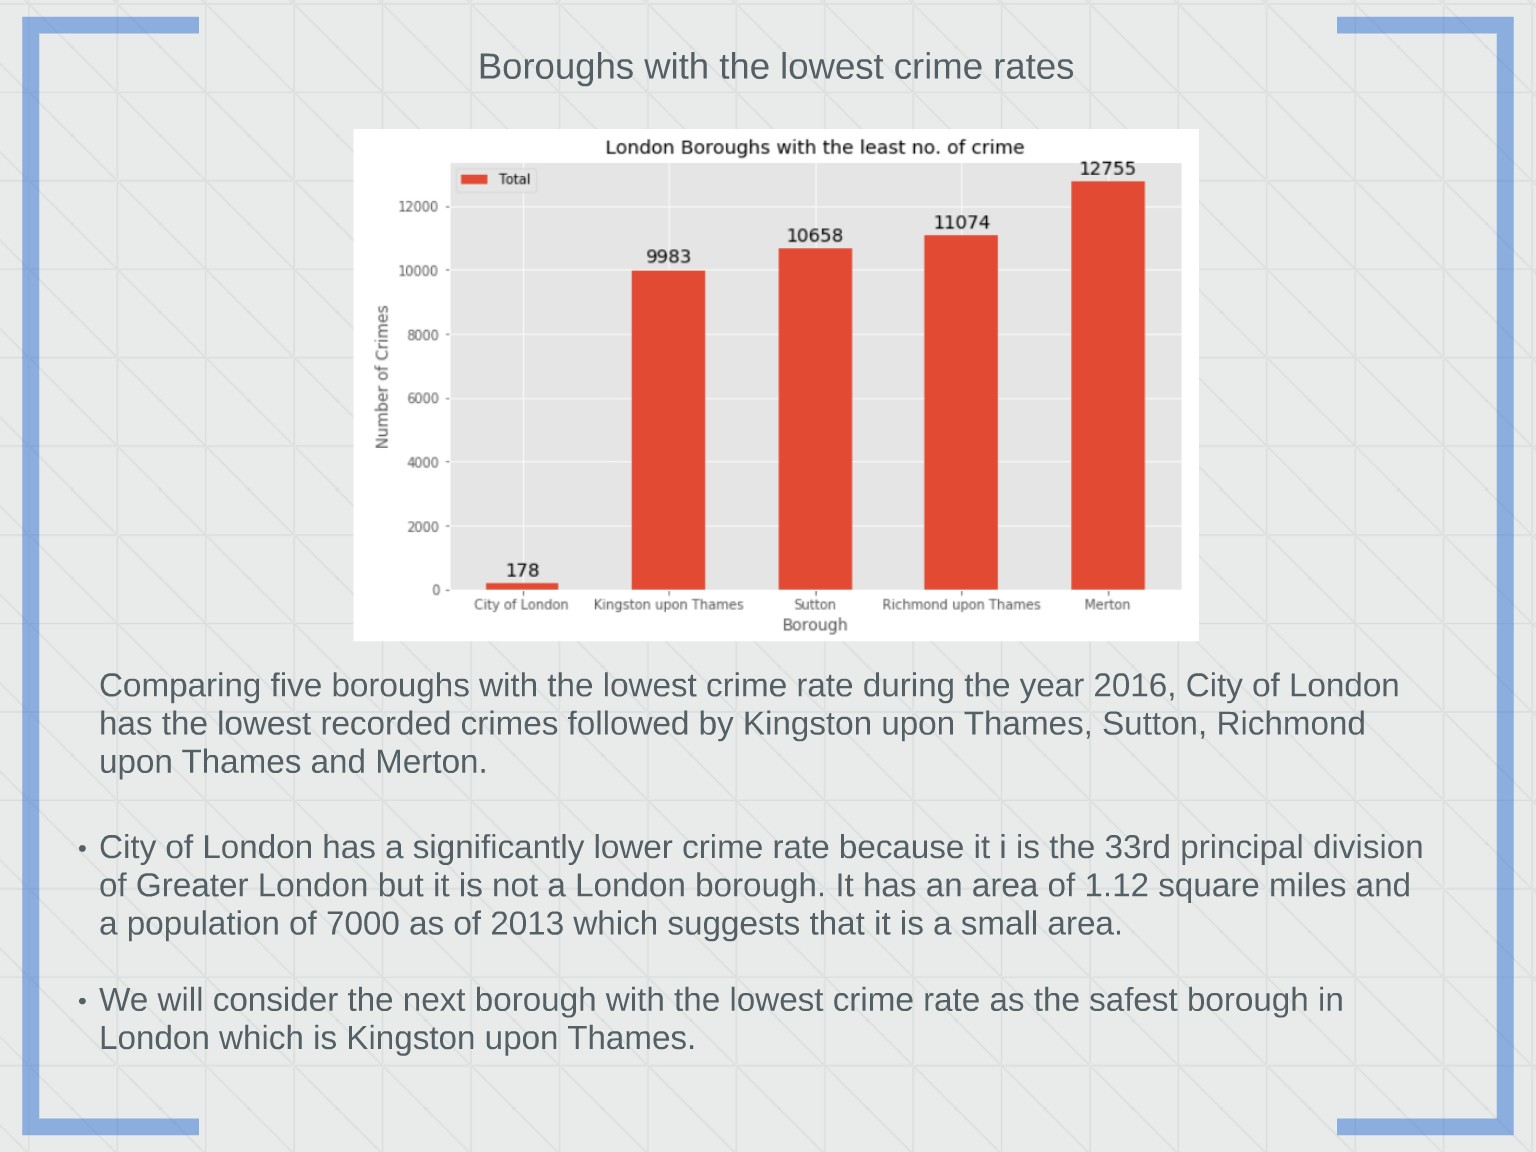 Boroughs with the lowest crime rates
London Boroughs with the least no. of crime
Total
12755
11074
10658
9983
178
12000
10000
8000
6000
4000
2000
0
Number of Crimes
City of London Kingston upon Thames Sutton Richmond upon Thames Merton
Borough
Comparing five boroughs with the lowest crime rate during the year 2016, City of London
has the lowest recorded crimes followed by Kingston upon Thames, Sutton, Richmond
upon Thames and Merton.
• City of London has a significantly lower crime rate because it i is the 33rd principal division
of Greater London but it is not a London borough. It has an area of 1.12 square miles and
a population of 7000 as of 2013 which suggests that it is a small area.
• We will consider the next borough with the lowest crime rate as the safest borough in
London which is Kingston upon Thames.